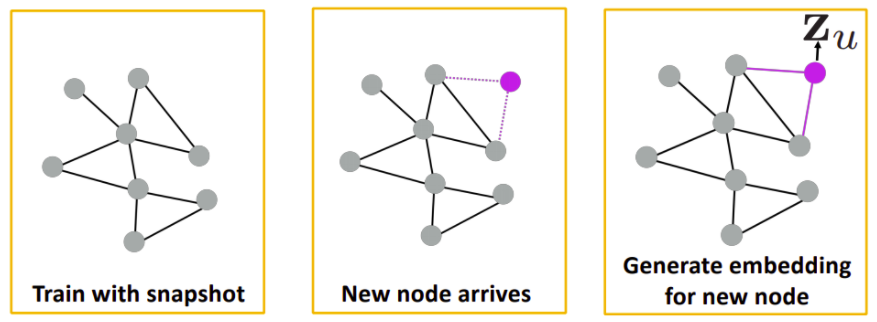 Train with snapshot
New node arrives
z_u
Generate embedding
for new node